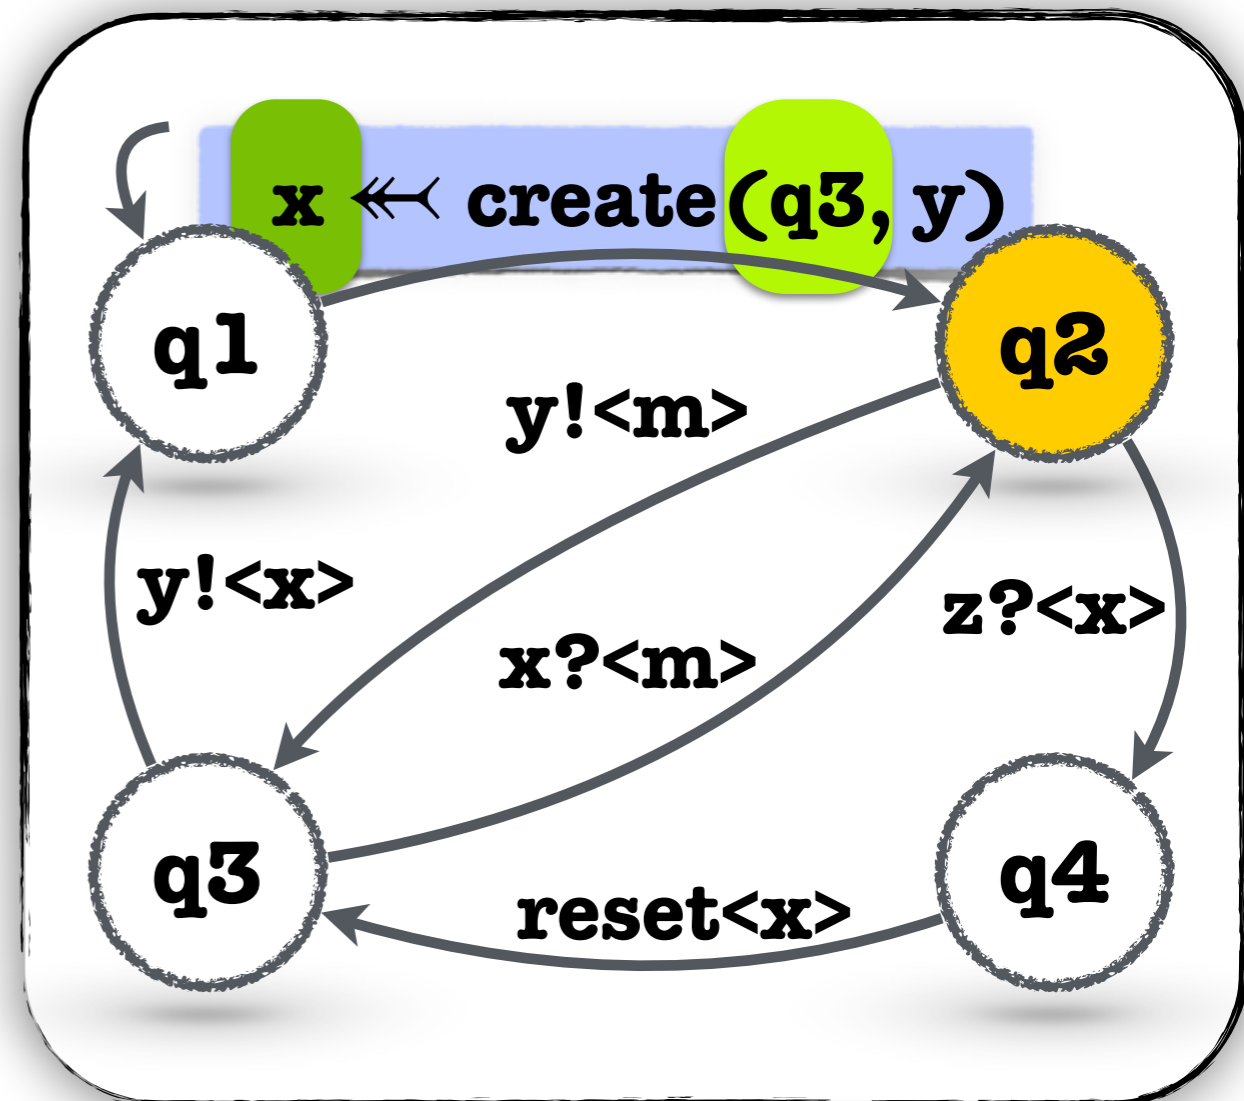 x ⬻ create(q3, y)
q1
q2
y!<m>
y!<x>
z?<x>
x?<m>
q3
q4
reset<x>